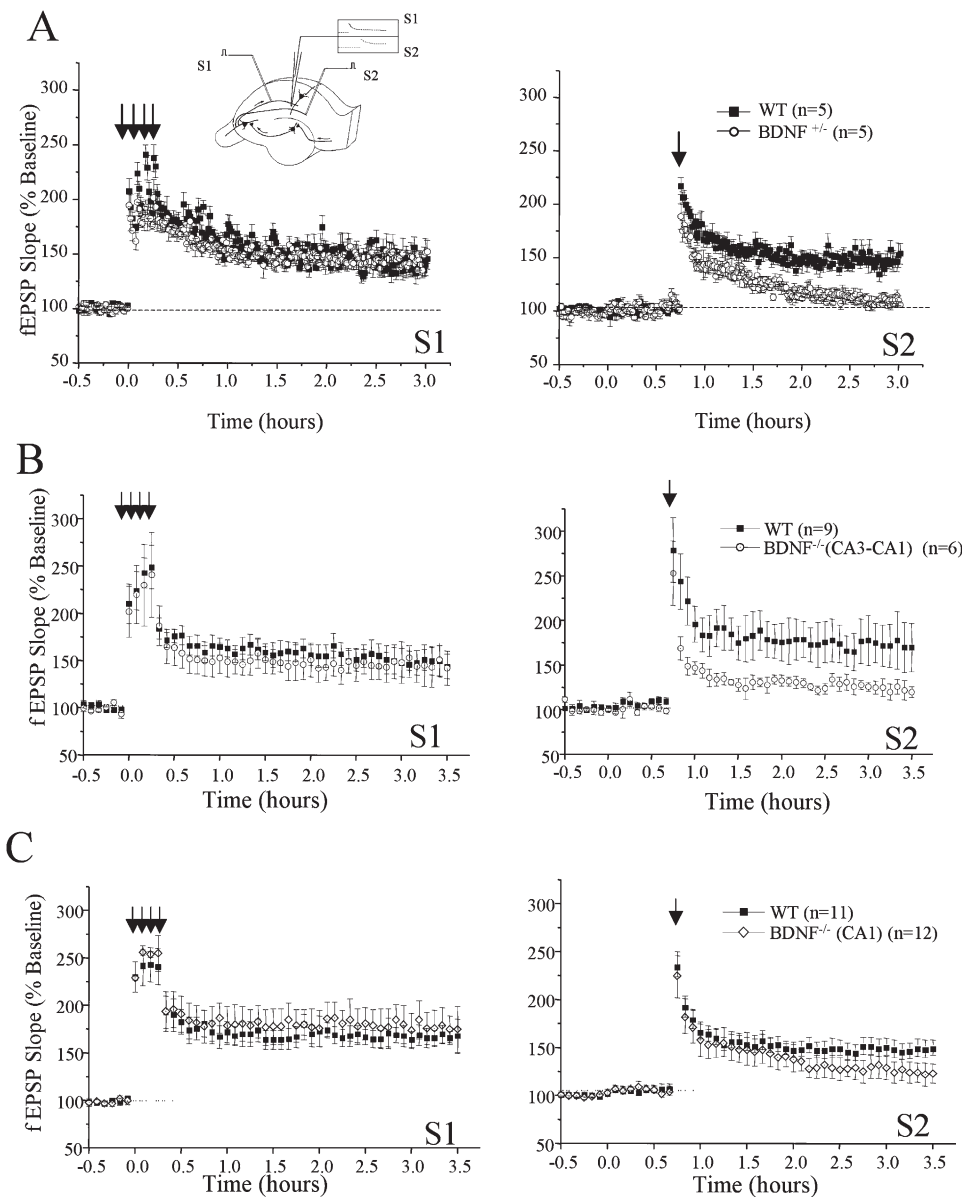 A
S1
S2
S1
S2
fEPSP Slope (% Baseline)
300
250
200
150
100
50
-0.5 0.0 0.5 1.0 1.5 2.0 2.5 3.0
Time (hours)
S1
WT (n=5)
BDNF +/- (n=5)
300
250
200
150
100
50
-0.5 0.0 0.5 1.0 1.5 2.0 2.5 3.0
Time (hours)
S2
B
fEPSP Slope (% Baseline)
300
250
200
150
100
50
-0.5 0.0 0.5 1.0 1.5 2.0 2.5 3.0 3.5
Time (hours)
S1
WT (n=9)
BDNF-/-(CA3-CA1) (n=6)
300
250
200
150
100
50
-0.5 0.0 0.5 1.0 1.5 2.0 2.5 3.0 3.5
Time (hours)
S2
C
fEPSP Slope (% Baseline)
300
250
200
150
100
50
-0.5 0.0 0.5 1.0 1.5 2.0 2.5 3.0 3.5
Time (hours)
S1
WT (n=11)
BDNF-/- (CA1) (n=12)
300
250
200
150
100
50
-0.5 0.0 0.5 1.0 1.5 2.0 2.5 3.0 3.5
Time (hours)
S2